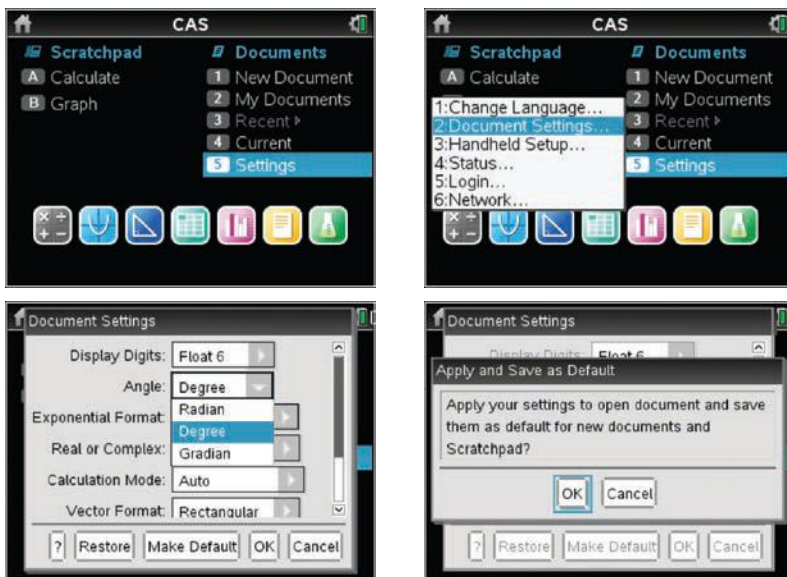 CAS
Scratchpad
A Calculate
B Graph
Documents
1 New Document
2 My Documents
3 Recent
4 Current
5 Settings
CAS
Scratchpad
A Calculate
1:Change Language...
2:Document Settings...
3:Handheld Setup...
4:Status...
5:Login...
6:Network...
Documents
1 New Document
2 My Documents
3 Recent
4 Current
5 Settings
Document Settings
Display Digits: Float 6
Angle: Degree
Radian
Degree
Gradian
Exponential Format:
Real or Complex:
Calculation Mode: Auto
Vector Format: Rectangular
? Restore Make Default OK Cancel
Document Settings
Display Digits: Float 6
Apply and Save as Default
Apply your settings to open document and save
them as default for new documents and
Scratchpad?
OK Cancel
? Restore Make Default OK Cancel